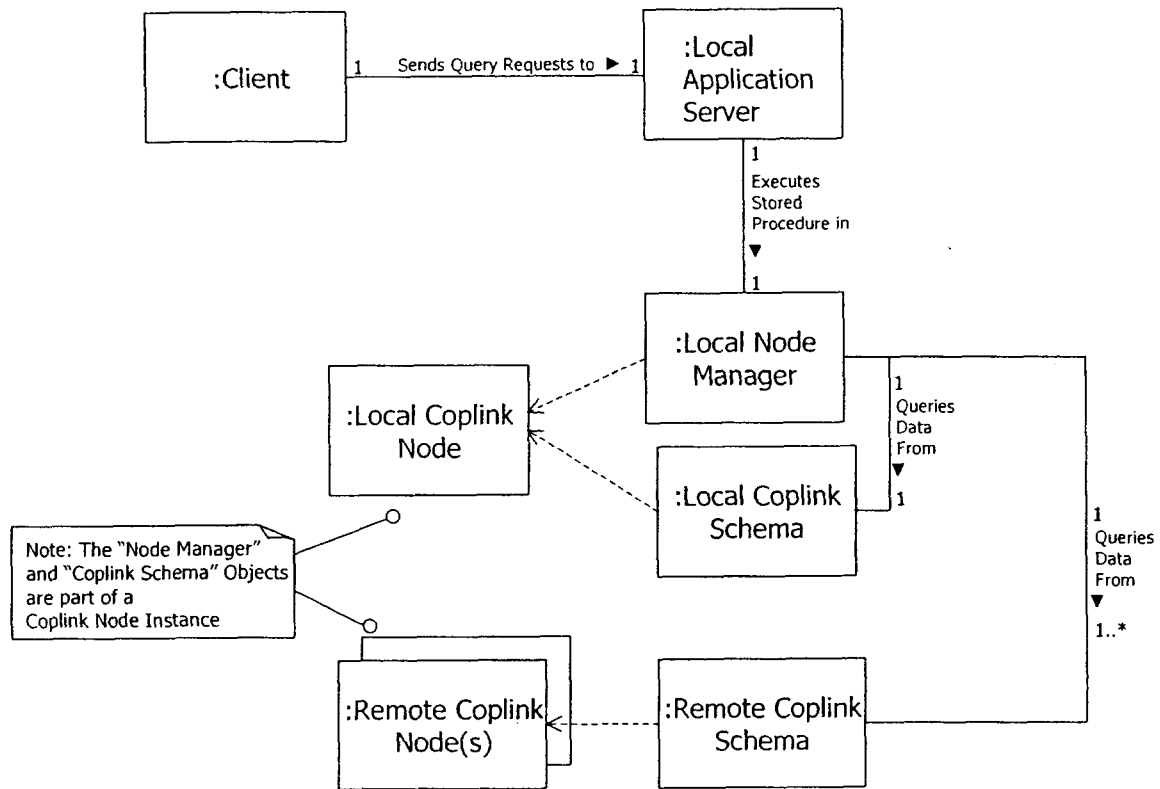 :Client
1 Sends Query Requests to ▶ 1
:Local
Application
Server
1
Executes
Stored
Procedure in
▼
1
:Local Node
Manager
:Local Coplink
Node
1
Queries
Data
From
▼
1
:Local Coplink
Schema
Note: The "Node Manager"
and "Coplink Schema" Objects
are part of a
Coplink Node Instance
1
Queries
Data
From
▼
1..*
:Remote Coplink
Node(s)
:Remote Coplink
Schema